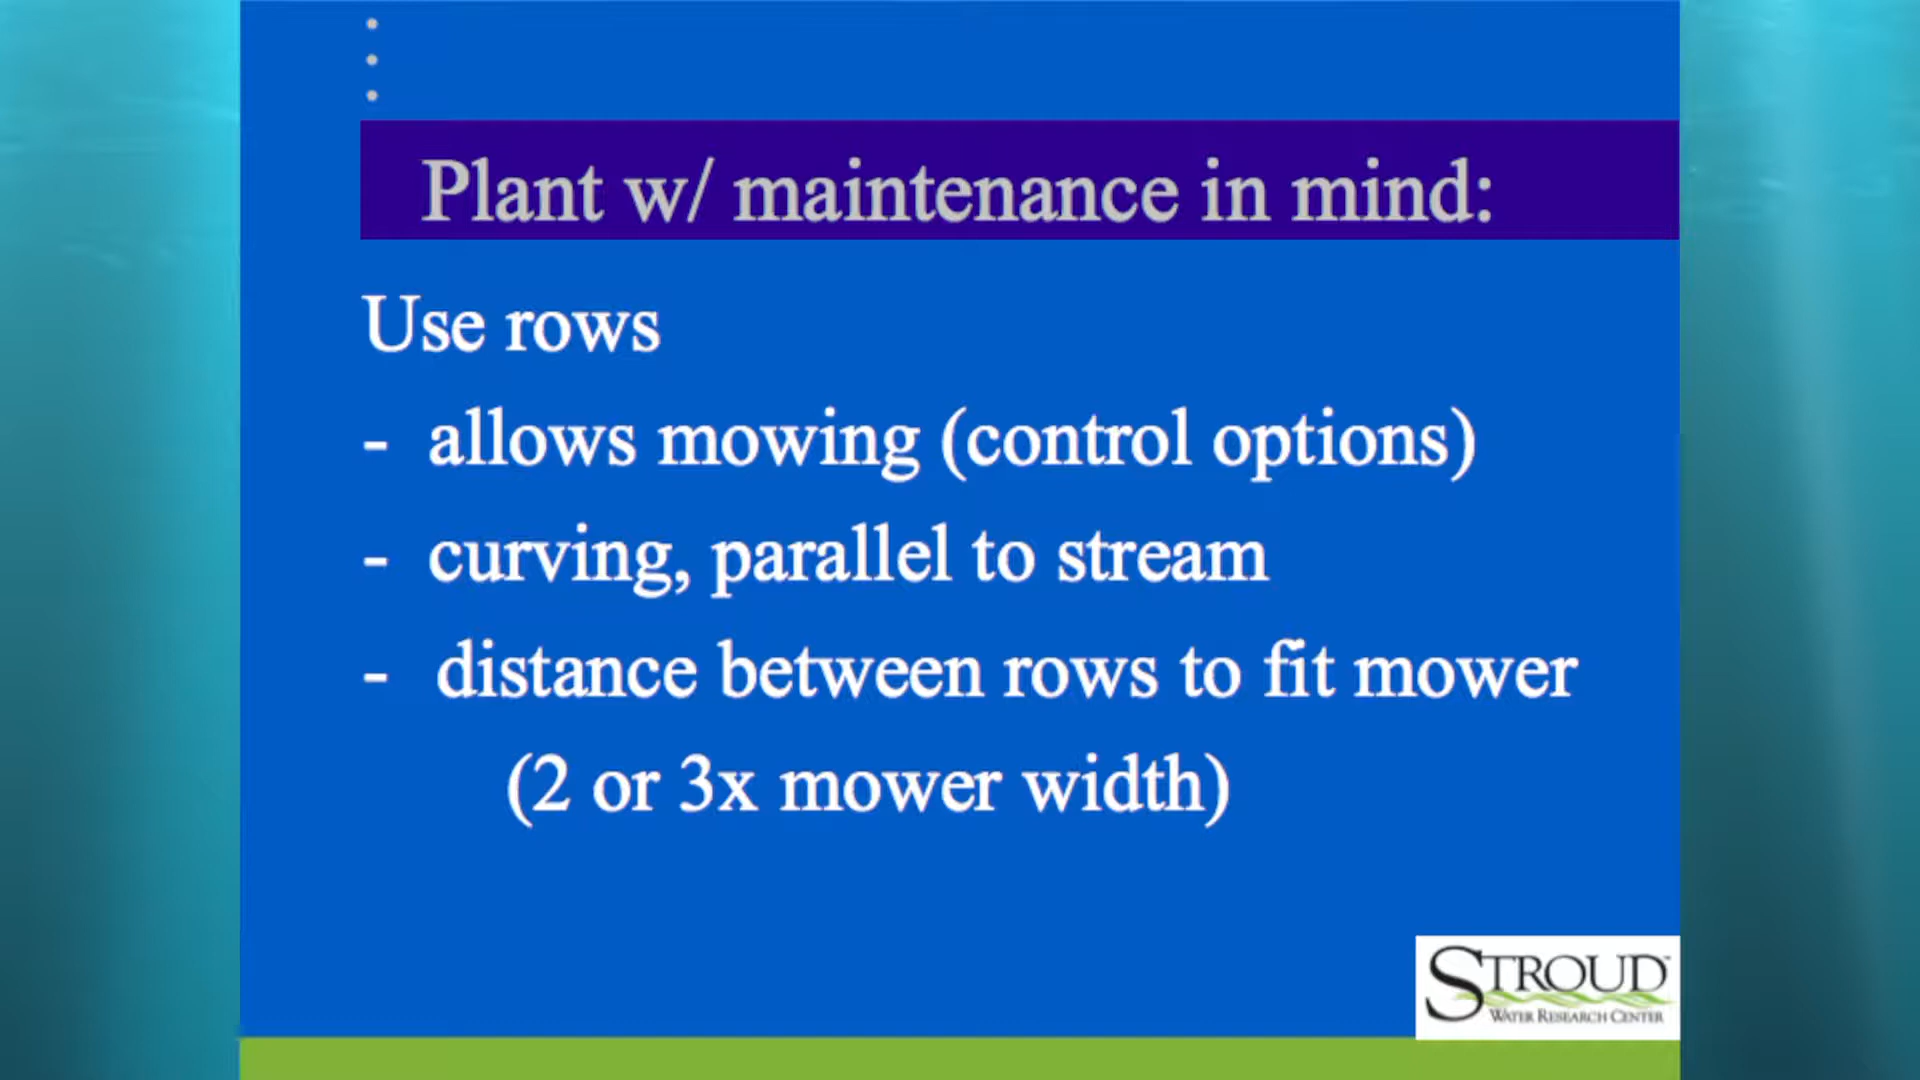 Plant w/ maintenance in mind:
Use rows
- allows mowing (control options)
- curving, parallel to stream
- distance between rows to fit mower
(2 or 3x mower width)
STROUD™
WATER RESEARCH CENTER